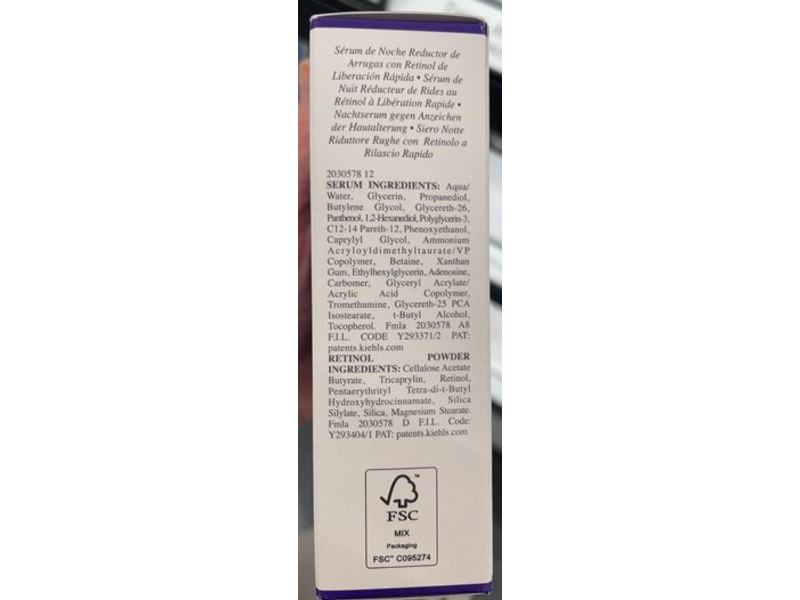 Sérum de Noche Reductor de
Arrugas con Retinol de
Liberación Rápida • Sérum de
Nuit Réducteur de Rides au
Rétinol à Libération Rapide •
Nachtserum gegen Anzeichen
der Hautalterung • Siero Notte
Riduttore Rughe con Retinolo a
Rilascio Rapido
2030578 12
SERUM INGREDIENTS: Aqua/
Water, Glycerin, Propanediol,
Butylene Glycol, Glycereth-26,
Panthenol, 1,2-Hexanediol, Polyglycerin-3,
C12-14 Pareth-12, Phenoxyethanol,
Caprylyl Glycol, Ammonium
Acryloyldimethyltaurate/VP
Copolymer, Betaine, Xanthan
Gum, Ethylhexylglycerin, Adenosine,
Carbomer, Glyceryl Acrylate/
Acrylic Acid Copolymer,
Tromethamine, Glycereth-25 PCA
Isostearate, t-Butyl Alcohol,
Tocopherol. Fmla 2030578 A8
F.I.L. CODE Y293371/2 PAT:
patents.kiehls.com
RETINOL POWDER
INGREDIENTS: Cellulose Acetate
Butyrate, Tricaprylin, Retinol,
Pentaerythrityl Tetra-di-t-Butyl
Hydroxyhydrocinnamate, Silica
Silylate, Silica, Magnesium Stearate.
Fmla 2030578 D F.I.L. Code:
Y293404/1 PAT: patents.kiehls.com
FSC
MIX
Packaging
FSC™ C095274